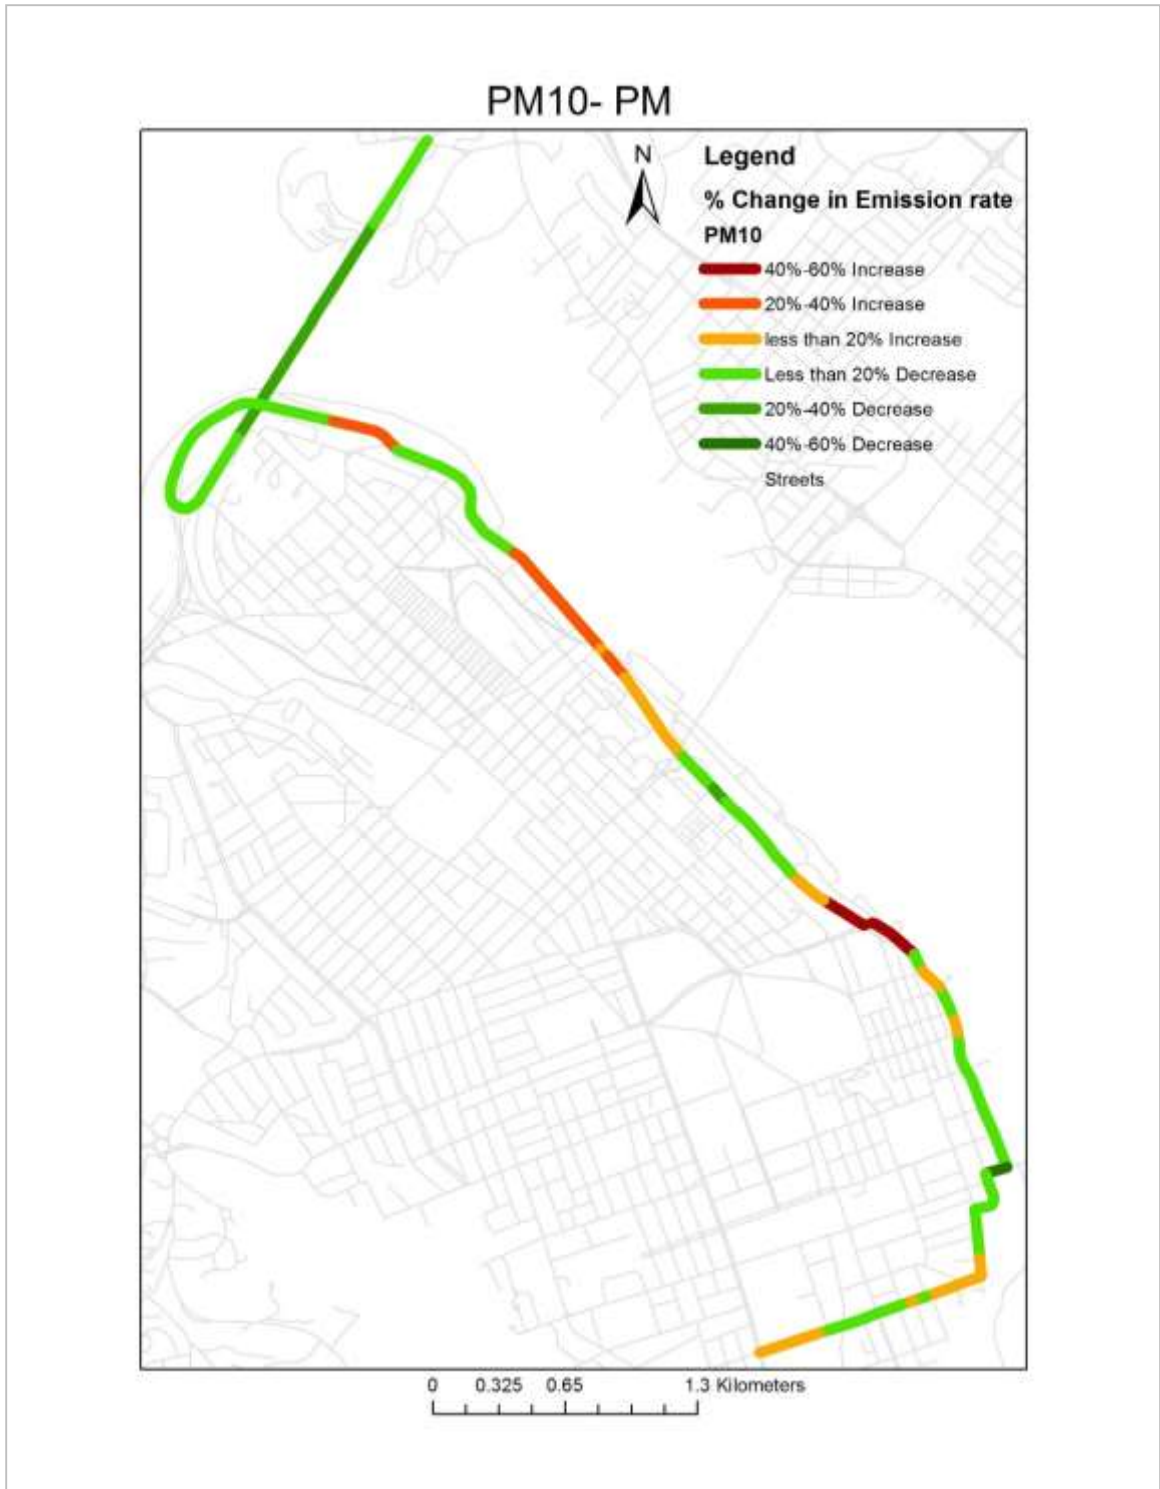 PM10- PM
N
Legend
% Change in Emission rate
PM10
40%-60% Increase
20%-40% Increase
less than 20% Increase
Less than 20% Decrease
20%-40% Decrease
40%-60% Decrease
Streets
0 0.325 0.65 1.3 Kilometers